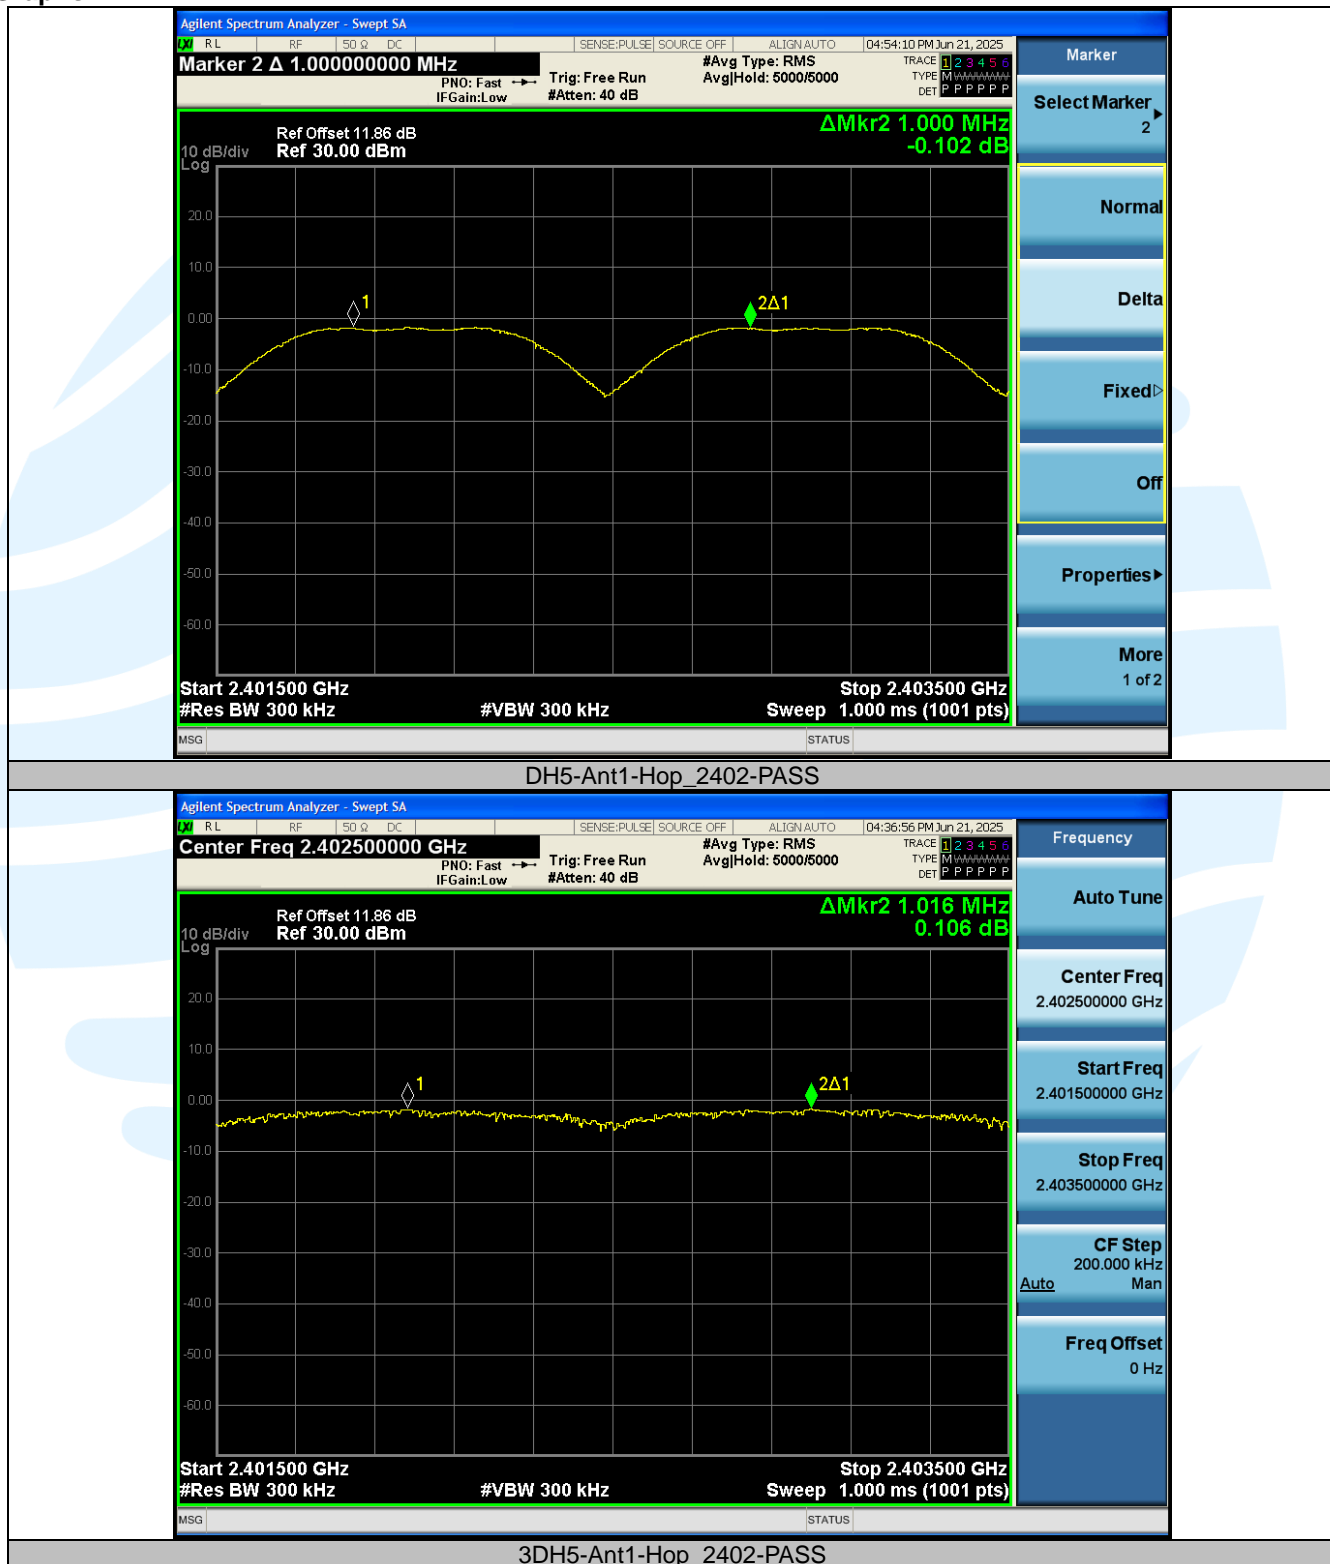 Agilent Spectrum Analyzer - Swept SA
LXI RL RF 50 Ω DC SENSE:PULSE SOURCE OFF ALIGN AUTO 04:54:10 PM Jun 21, 2025
Marker 2 Δ 1.000000000 MHz
PNO: Fast
IFGain:Low
Trig: Free Run
#Atten: 40 dB
#Avg Type: RMS
Avg|Hold: 5000/5000
TRACE 1 2 3 4 5 6
TYPE M W W W W W
DET P P P P P P
ΔMkr2 1.000 MHz
-0.102 dB
Ref Offset 11.86 dB
10 dB/div Ref 30.00 dBm
Log
20.0
10.0
1
2Δ1
0.00
-10.0
-20.0
-30.0
-40.0
-50.0
-60.0
Start 2.401500 GHz Stop 2.403500 GHz
#Res BW 300 kHz #VBW 300 kHz Sweep 1.000 ms (1001 pts)
MSG STATUS
Marker
Select Marker
2
Normal
Delta
Fixed
Off
Properties
More
1 of 2
DH5-Ant1-Hop_2402-PASS
Agilent Spectrum Analyzer - Swept SA
LXI RL RF 50 Ω DC SENSE:PULSE SOURCE OFF ALIGN AUTO 04:36:56 PM Jun 21, 2025
Center Freq 2.402500000 GHz
PNO: Fast
IFGain:Low
Trig: Free Run
#Atten: 40 dB
#Avg Type: RMS
Avg|Hold: 5000/5000
TRACE 1 2 3 4 5 6
TYPE M W W W W W
DET P P P P P P
ΔMkr2 1.016 MHz
0.106 dB
Ref Offset 11.86 dB
10 dB/div Ref 30.00 dBm
Log
20.0
10.0
1
2Δ1
0.00
-10.0
-20.0
-30.0
-40.0
-50.0
-60.0
Start 2.401500 GHz Stop 2.403500 GHz
#Res BW 300 kHz #VBW 300 kHz Sweep 1.000 ms (1001 pts)
MSG STATUS
Frequency
Auto Tune
Center Freq
2.402500000 GHz
Start Freq
2.401500000 GHz
Stop Freq
2.403500000 GHz
CF Step
200.000 kHz
Auto Man
Freq Offset
0 Hz
3DH5-Ant1-Hop_2402-PASS